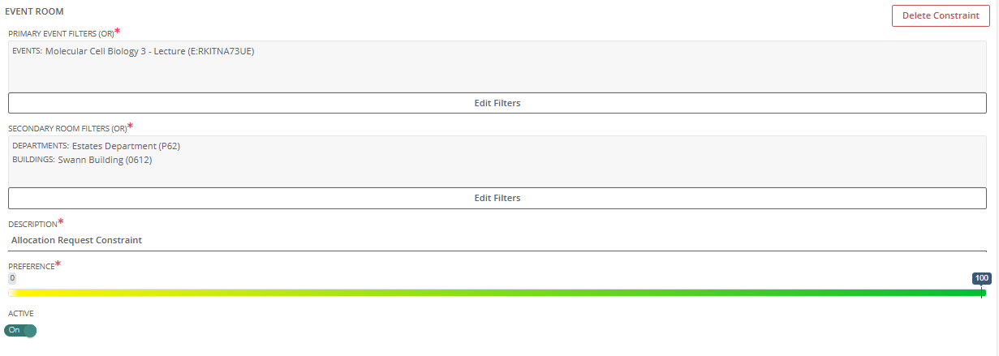 EVENT ROOM
Delete Constraint
PRIMARY EVENT FILTERS (OR)*
EVENTS: Molecular Cell Biology 3 - Lecture (E:RKITNA73UE)
Edit Filters
SECONDARY ROOM FILTERS (OR)*
DEPARTMENTS: Estates Department (P62)
BUILDINGS: Swann Building (0612)
Edit Filters
DESCRIPTION*
Allocation Request Constraint
PREFERENCE*
0
100
ACTIVE
On